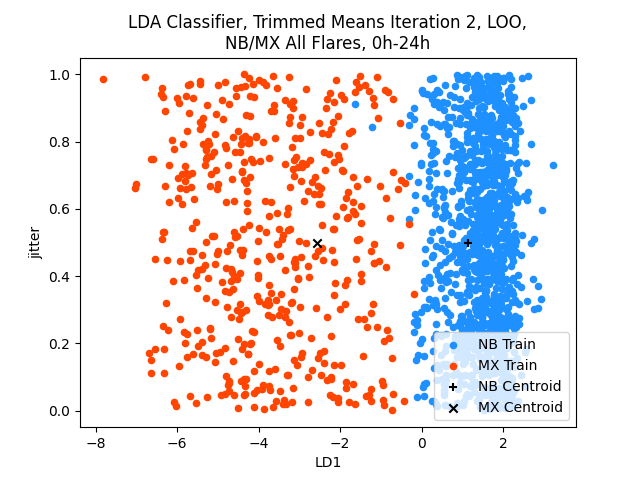 LDA Classifier, Trimmed Means Iteration 2, LOO,
NB/MX All Flares, 0h-24h
1.0
0.8
0.6
0.4
0.2
0.0
jitter
NB Train
MX Train
NB Centroid
MX Centroid
−8
−6
−4
−2
0
2
LD1